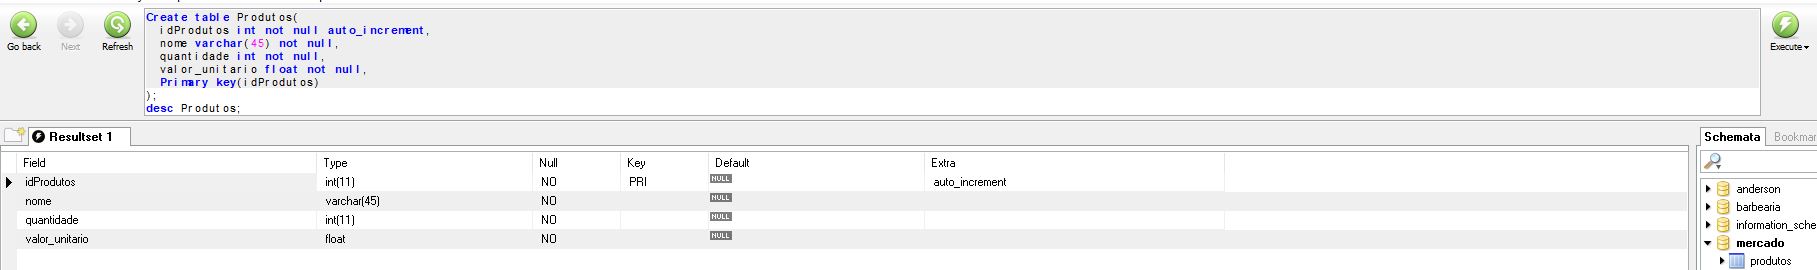 Create table Produtos(
idProdutos int not null auto_increment,
nome varchar(45) not null,
quantidade int not null,
valor_unitario float not null,
Primary key(idProdutos)
);
desc Produtos;
Go back Next Refresh
Execute
Resultset 1
Schemata Bookmar
Field Type Null Key Default Extra
idProdutos int(11) NO PRI NULL auto_increment
nome varchar(45) NO NULL
quantidade int(11) NO NULL
valor_unitario float NO NULL
anderson
barbearia
information_sche
mercado
produtos